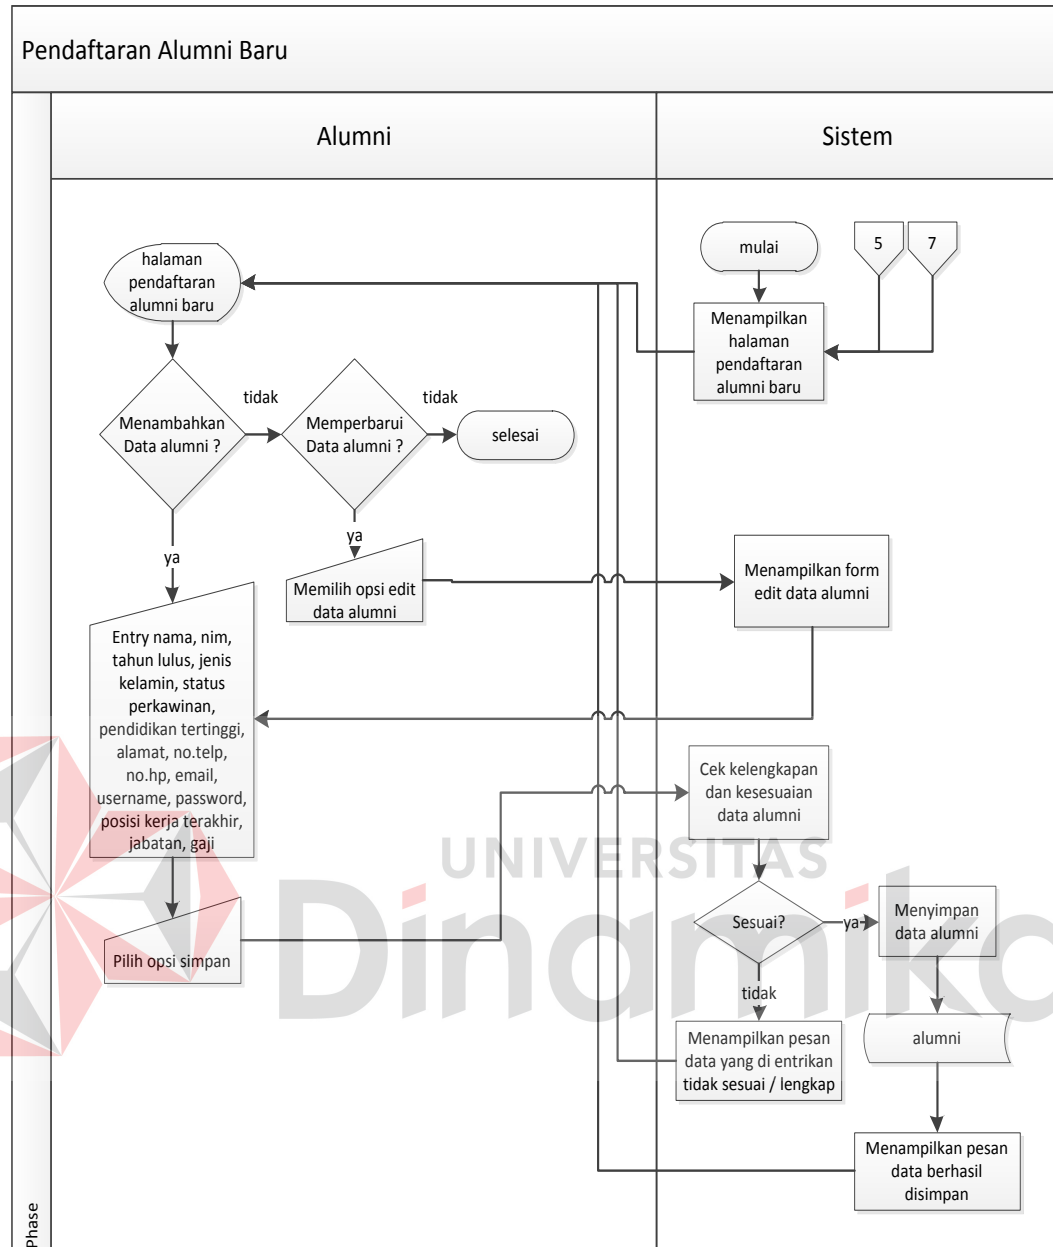 Pendaftaran Alumni Baru
Alumni
Sistem
halaman
pendaftaran
alumni baru
mulai
5
7
Menampilkan
halaman
pendaftaran
alumni baru
Menambahkan
Data alumni ?
tidak
Memperbarui
Data alumni ?
tidak
selesai
ya
ya
Memilih opsi edit
data alumni
Menampilkan form
edit data alumni
Entry nama, nim,
tahun lulus, jenis
kelamin, status
perkawinan,
pendidikan tertinggi,
alamat, no.telp,
no.hp, email,
username, password,
posisi kerja terakhir,
jabatan, gaji
Pilih opsi simpan
Cek kelengkapan
dan kesesuaian
data alumni
Sesuai?
ya
Menyimpan
data alumni
tidak
Menampilkan pesan
data yang di entrikan
tidak sesuai / lengkap
alumni
Menampilkan pesan
data berhasil
disimpan
Phase
UNIVERSITAS
Dinamika